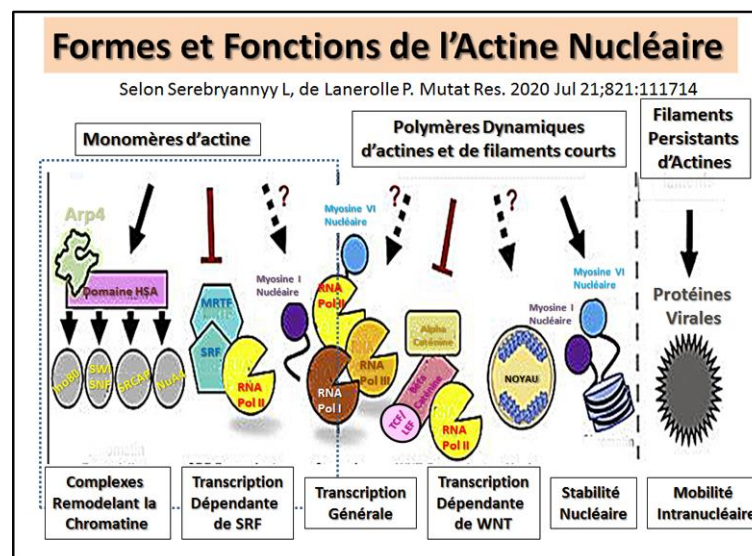 Formes et Fonctions de l'Actine Nucléaire
Selon Serebryannyy L, de Lanerolle P. Mutat Res. 2020 Jul 21;821:111714
Monomères d'actine
Polymères Dynamiques
d'actines et de filaments courts
Filaments
Persistants
d'Actines
Arp4
Domaine HSA
Ino80
SWI
SNF
SRCAP
NuA4
MRTF
SRF
RNA
Pol II
?
Myosine I
Nucléaire
Myosine VI
Nucléaire
RNA
Pol II
RNA
Pol III
RNA
Pol I
?
Alpha
Caténine
Bêta
Caténine
TCF/
LEF
RNA
Pol II
?
NOYAU
Myosine VI
Nucléaire
Myosine I
Nucléaire
Protéines
Virales
Complexes
Remodelant la
Chromatine
Transcription
Dépendante
de SRF
Transcription
Générale
Transcription
Dépendante
de WNT
Stabilité
Nucléaire
Mobilité
Intranucléaire